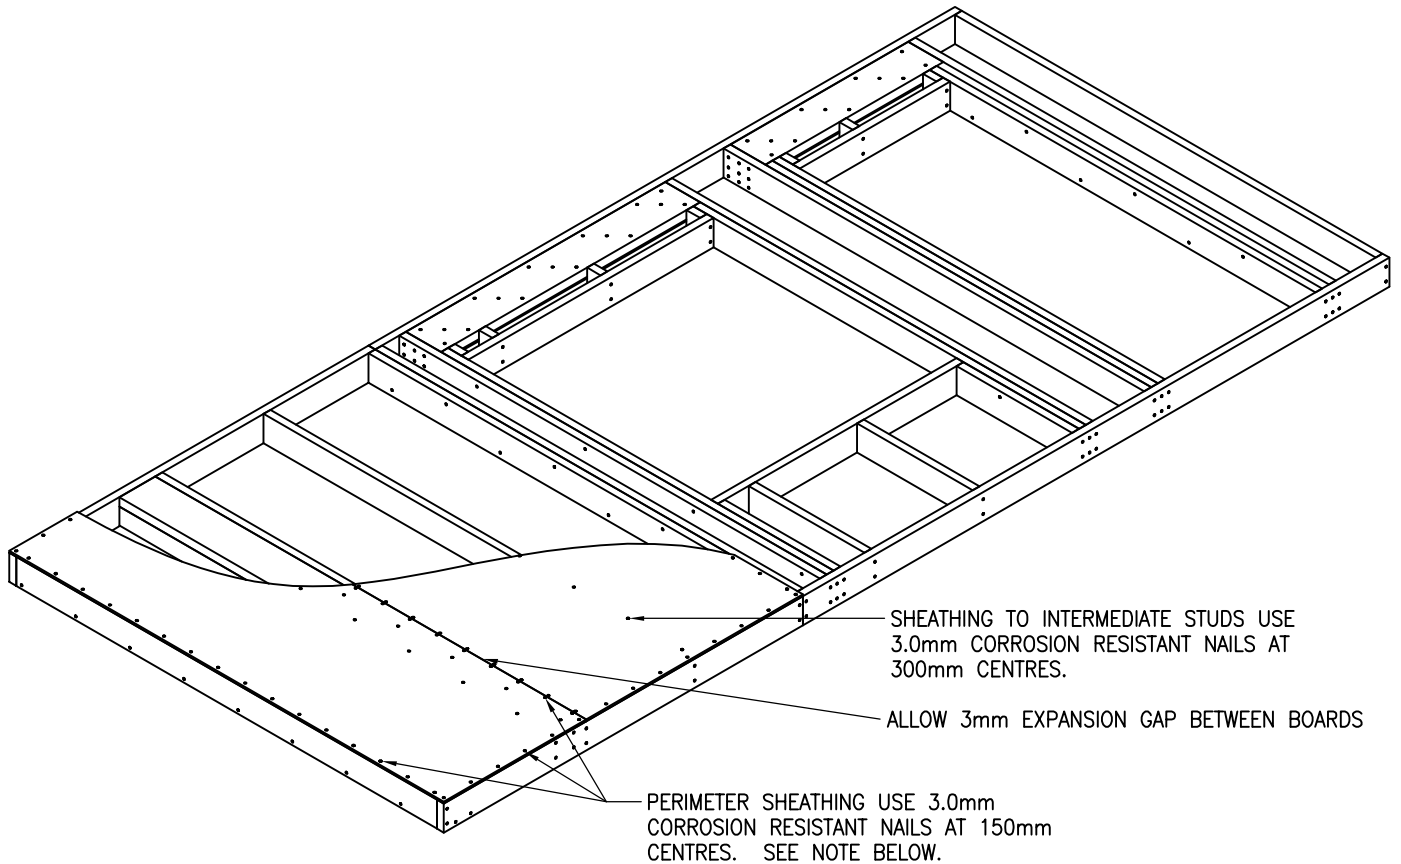 SHEATHING TO INTERMEDIATE STUDS USE
3.0mm CORROSION RESISTANT NAILS AT
300mm CENTRES.
ALLOW 3mm EXPANSION GAP BETWEEN BOARDS
PERIMETER SHEATHING USE 3.0mm
CORROSION RESISTANT NAILS AT 150mm
CENTRES. SEE NOTE BELOW.